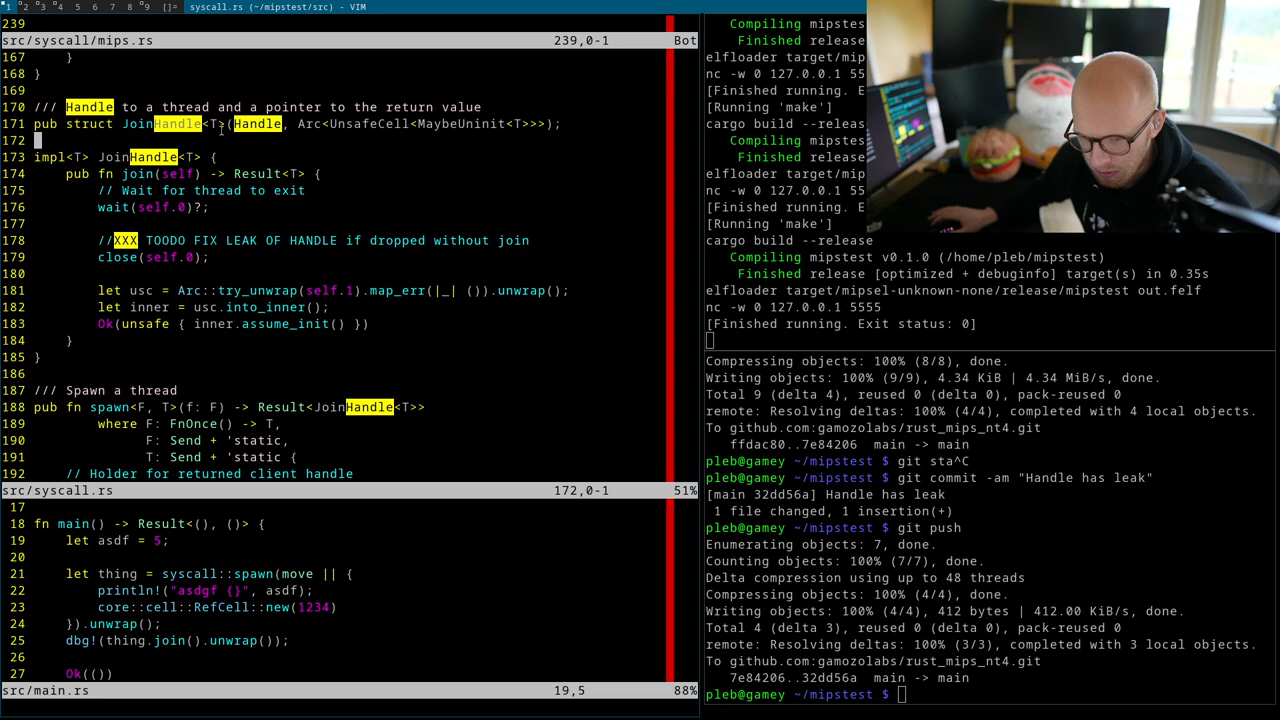 1 2 3 4 5 6 7 8 9 []= syscall.rs (~/mipstest/src) - VIM
239
src/syscall/mips.rs 239,0-1 Bot
167 }
168 }
169
170 /// Handle to a thread and a pointer to the return value
171 pub struct JoinHandle<T>(Handle, Arc<UnsafeCell<MaybeUninit<T>>>);
172
173 impl<T> JoinHandle<T> {
174 pub fn join(self) -> Result<T> {
175 // Wait for thread to exit
176 wait(self.0)?;
177
178 //XXX TOODO FIX LEAK OF HANDLE if dropped without join
179 close(self.0);
180
181 let usc = Arc::try_unwrap(self.1).map_err(|_| ()).unwrap();
182 let inner = usc.into_inner();
183 Ok(unsafe { inner.assume_init() })
184 }
185 }
186
187 /// Spawn a thread
188 pub fn spawn<F, T>(f: F) -> Result<JoinHandle<T>>
189 where F: FnOnce() -> T,
190 F: Send + 'static,
191 T: Send + 'static {
192 // Holder for returned client handle
src/syscall.rs 172,0-1 51%
17
18 fn main() -> Result<(), ()> {
19 let asdf = 5;
20
21 let thing = syscall::spawn(move || {
22 println!("asdgf {}", asdf);
23 core::cell::RefCell::new(1234)
24 }).unwrap();
25 dbg!(thing.join().unwrap());
26
27 Ok(())
src/main.rs 19,5 88%
Compiling mipstes
Finished release
elfloader target/mip
nc -w 0 127.0.0.1 55
[Finished running. E
[Running 'make']
cargo build --releas
Compiling mipstes
Finished release
elfloader target/mip
nc -w 0 127.0.0.1 55
[Finished running. E
[Running 'make']
cargo build --release
Compiling mipstest v0.1.0 (/home/pleb/mipstest)
Finished release [optimized + debuginfo] target(s) in 0.35s
elfloader target/mipsel-unknown-none/release/mipstest out.felf
nc -w 0 127.0.0.1 5555
[Finished running. Exit status: 0]
Compressing objects: 100% (8/8), done.
Writing objects: 100% (9/9), 4.34 KiB | 4.34 MiB/s, done.
Total 9 (delta 4), reused 0 (delta 0), pack-reused 0
remote: Resolving deltas: 100% (4/4), completed with 4 local objects.
To github.com:gamozolabs/rust_mips_nt4.git
ffdac80..7e84206 main -> main
pleb@gamey ~/mipstest $ git sta^C
pleb@gamey ~/mipstest $ git commit -am "Handle has leak"
[main 32dd56a] Handle has leak
1 file changed, 1 insertion(+)
pleb@gamey ~/mipstest $ git push
Enumerating objects: 7, done.
Counting objects: 100% (7/7), done.
Delta compression using up to 48 threads
Compressing objects: 100% (4/4), done.
Writing objects: 100% (4/4), 412 bytes | 412.00 KiB/s, done.
Total 4 (delta 3), reused 0 (delta 0), pack-reused 0
remote: Resolving deltas: 100% (3/3), completed with 3 local objects.
To github.com:gamozolabs/rust_mips_nt4.git
7e84206..32dd56a main -> main
pleb@gamey ~/mipstest $